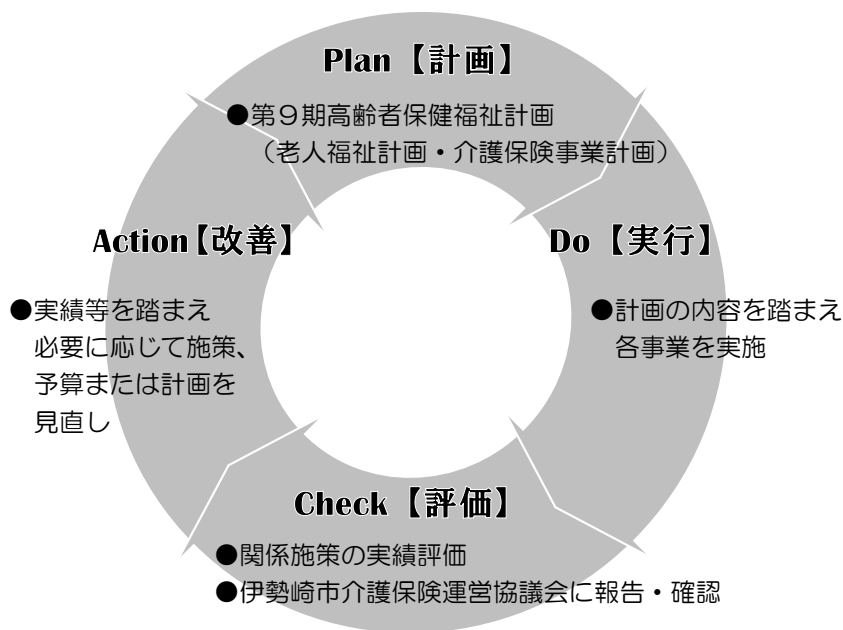 Plan【計画】
●第９期高齢者保健福祉計画
（老人福祉計画・介護保険事業計画）
Do【実行】
●計画の内容を踏まえ
各事業を実施
Check【評価】
●関係施策の実績評価
●伊勢崎市介護保険運営協議会に報告・確認
Action【改善】
●実績等を踏まえ
必要に応じて施策、
予算または計画を
見直し